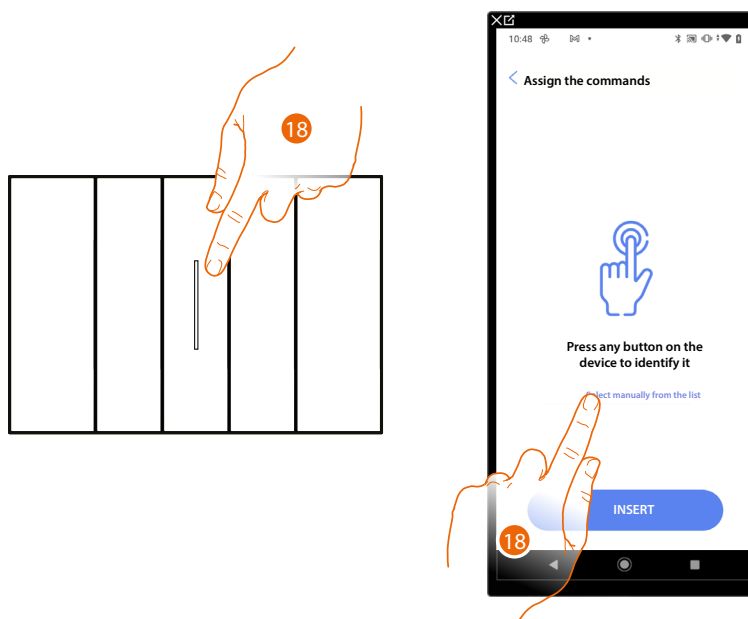 10:48
Assign the commands
18
Press any button on the
device to identify it
lect manually from the list
INSERT
18